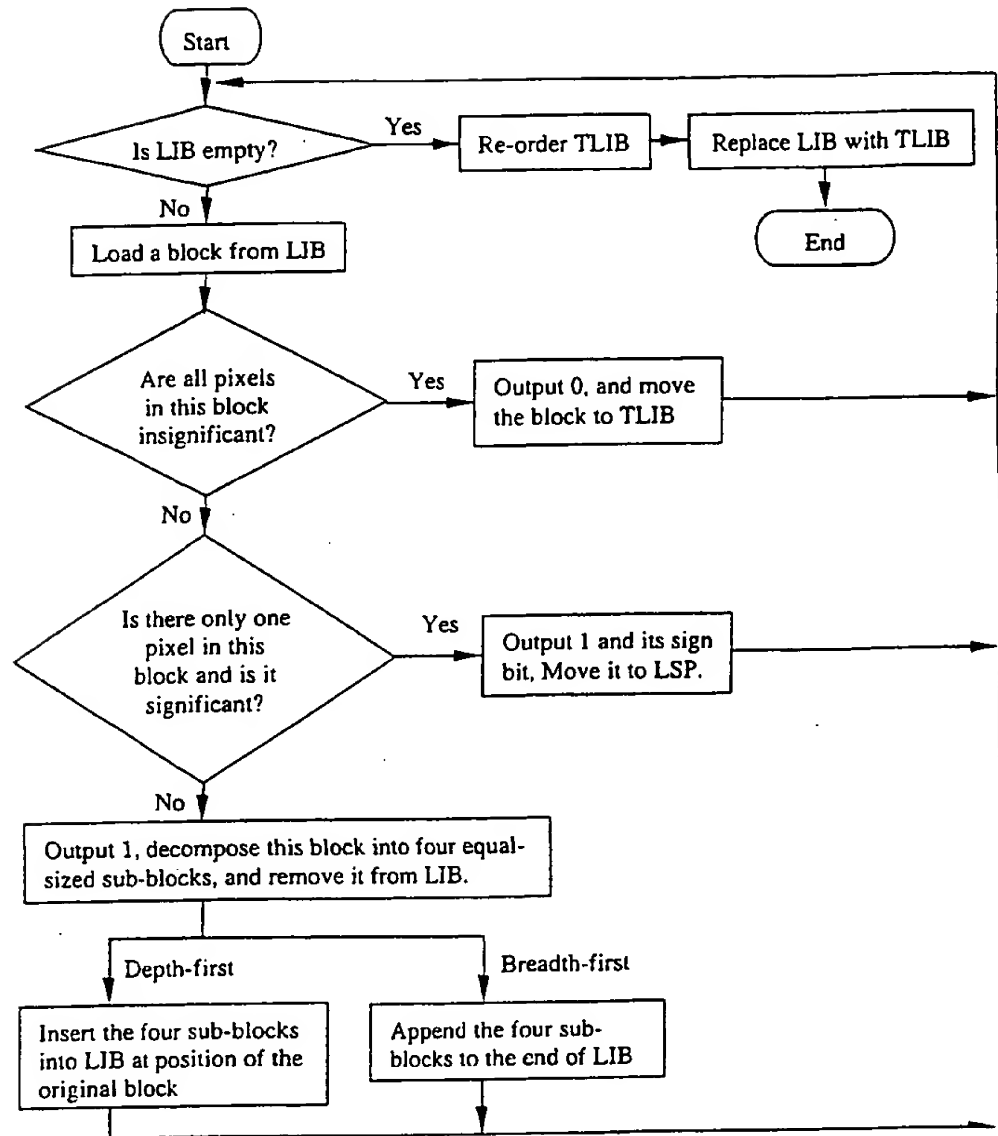 Start
Is LIB empty?
Yes
Re-order TLIB
Replace LIB with TLIB
End
No
Load a block from LIB
Are all pixels
in this block
insignificant?
Yes
Output 0, and move
the block to TLIB
No
Is there only one
pixel in this
block and is it
significant?
Yes
Output 1 and its sign
bit, Move it to LSP.
No
Output 1, decompose this block into four equal-
sized sub-blocks, and remove it from LIB.
Depth-first
Breadth-first
Insert the four sub-blocks
into LIB at position of the
original block
Append the four sub-
blocks to the end of LIB